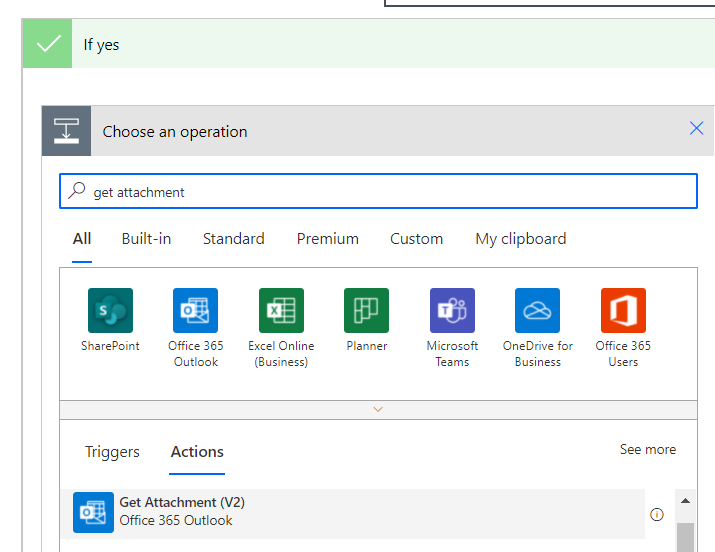 If yes
Choose an operation
get attachment
All Built-in Standard Premium Custom My clipboard
SharePoint Office 365 Outlook Excel Online (Business) Planner Microsoft Teams OneDrive for Business Office 365 Users
Triggers Actions See more
Get Attachment (V2)
Office 365 Outlook